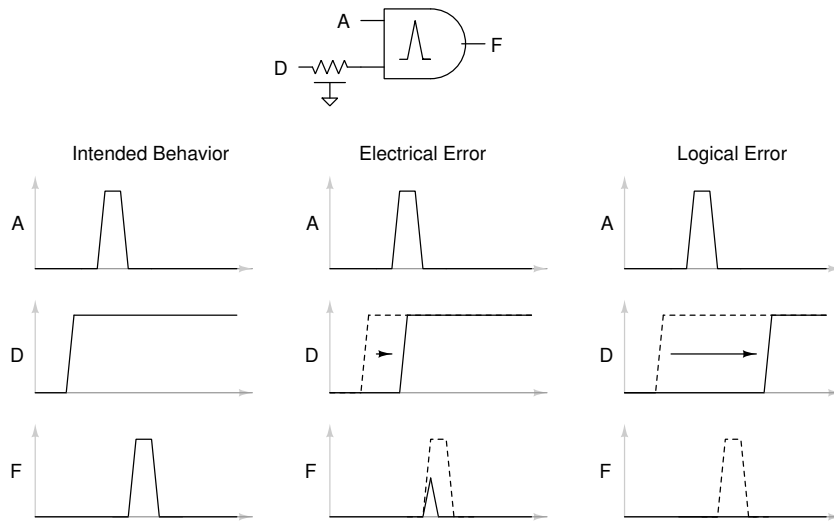 A
F
D
Intended Behavior
Electrical Error
Logical Error
A
A
A
D
D
D
F
F
F